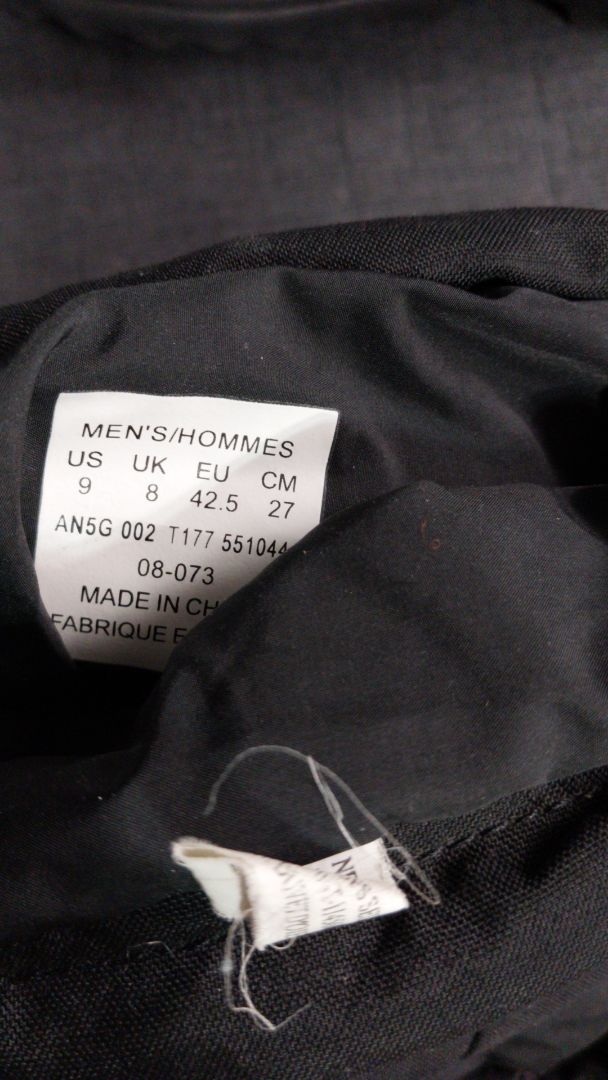 MEN'S/HOMMES
US UK EU CM
9 8 42.5 27
AN5G 002 T177 551044
08-073
MADE IN CH
FABRIQUE E